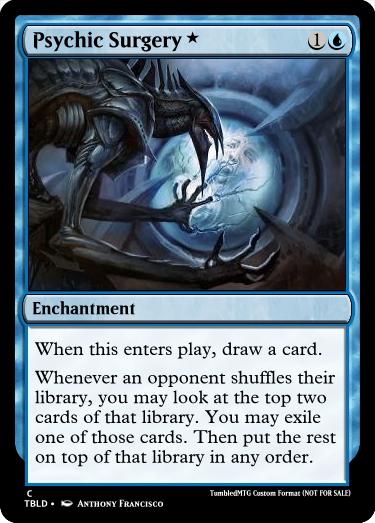 Psychic Surgery ★ 1
Enchantment
When this enters play, draw a card.
Whenever an opponent shuffles their
library, you may look at the top two
cards of that library. You may exile
one of those cards. Then put the rest
on top of that library in any order.
C
TBLD • Anthony Francisco
TumbledMTG Custom Format (NOT FOR SALE)